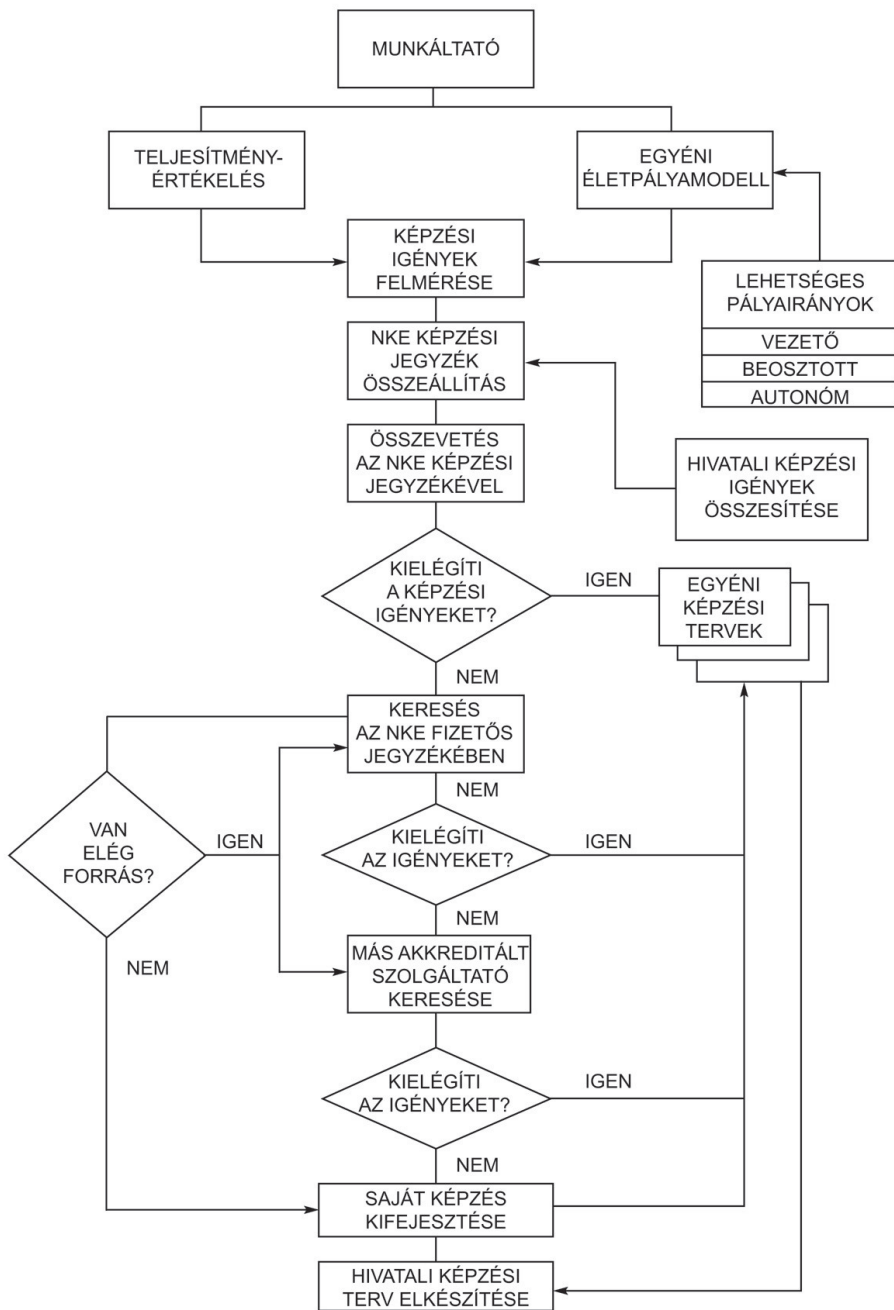 MUNKÁLTATÓ
TELJESÍTMÉNY-
ÉRTÉKELÉS
EGYÉNI
ÉLETPÁLYAMODELL
KÉPZÉSI
IGÉNYEK
FELMÉRÉSE
LEHETSÉGES
PÁLYAIRÁNYOK
VEZETŐ
BEOSZTOTT
AUTONÓM
NKE KÉPZÉSI
JEGYZÉK
ÖSSZEÁLLÍTÁS
ÖSSZEVETÉS
AZ NKE KÉPZÉSI
JEGYZÉKÉVEL
HIVATALI KÉPZÉSI
IGÉNYEK
ÖSSZESÍTÉSE
KIELÉGÍTI
A KÉPZÉSI
IGÉNYEKET?
IGEN
EGYÉNI
KÉPZÉSI
TERVEK
NEM
KERESÉS
AZ NKE FIZETŐS
JEGYZÉKÉBEN
NEM
VAN
ELÉG
FORRÁS?
IGEN
KIELÉGÍTI
AZ IGÉNYEKET?
IGEN
NEM
NEM
MÁS AKKREDITÁLT
SZOLGÁLTATÓ
KERESÉSE
KIELÉGÍTI
AZ IGÉNYEKET?
IGEN
NEM
SAJÁT KÉPZÉS
KIFEJESZTÉSE
HIVATALI KÉPZÉSI
TERV ELKÉSZÍTÉSE